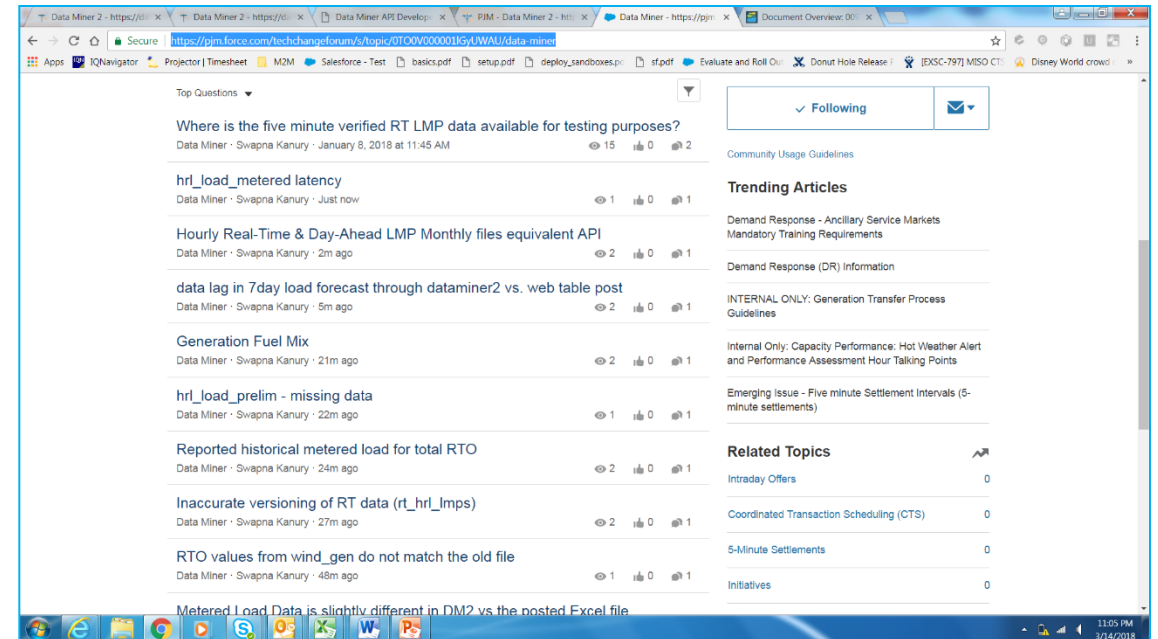 Data Miner 2 - https://da
Data Miner 2 - https://da
Data Miner API Develope
PJM - Data Miner 2 - http
Data Miner - https://pjm
Document Overview: 005
Secure
https://pjm.force.com/techchangeforum/s/topic/0TO0V000001lGyUWAU/data-miner
Apps
IQNavigator
Projector | Timesheet
M2M
Salesforce - Test
basics.pdf
setup.pdf
deploy_sandboxes.pd
sf.pdf
Evaluate and Roll Out
Donut Hole Release P
[EXSC-797] MISO CTS
Disney World crowd
»
Top Questions
Where is the five minute verified RT LMP data available for testing purposes?
Data Miner · Swapna Kanury · January 8, 2018 at 11:45 AM
15 0 2
hrl_load_metered latency
Data Miner · Swapna Kanury · Just now
1 0 1
Hourly Real-Time & Day-Ahead LMP Monthly files equivalent API
Data Miner · Swapna Kanury · 2m ago
2 0 1
data lag in 7day load forecast through dataminer2 vs. web table post
Data Miner · Swapna Kanury · 5m ago
2 0 1
Generation Fuel Mix
Data Miner · Swapna Kanury · 21m ago
2 0 1
hrl_load_prelim - missing data
Data Miner · Swapna Kanury · 22m ago
1 0 1
Reported historical metered load for total RTO
Data Miner · Swapna Kanury · 24m ago
2 0 1
Inaccurate versioning of RT data (rt_hrl_lmps)
Data Miner · Swapna Kanury · 27m ago
2 0 1
RTO values from wind_gen do not match the old file
Data Miner · Swapna Kanury · 48m ago
1 0 1
Metered Load Data is slightly different in DM2 vs the posted Excel file
Following
Community Usage Guidelines
Trending Articles
Demand Response - Ancillary Service Markets
Mandatory Training Requirements
Demand Response (DR) Information
INTERNAL ONLY: Generation Transfer Process
Guidelines
Internal Only: Capacity Performance: Hot Weather Alert
and Performance Assessment Hour Talking Points
Emerging Issue - Five minute Settlement Intervals (5-
minute settlements)
Related Topics
Intraday Offers 0
Coordinated Transaction Scheduling (CTS) 0
5-Minute Settlements 0
Initiatives 0
11:05 PM
3/14/2018